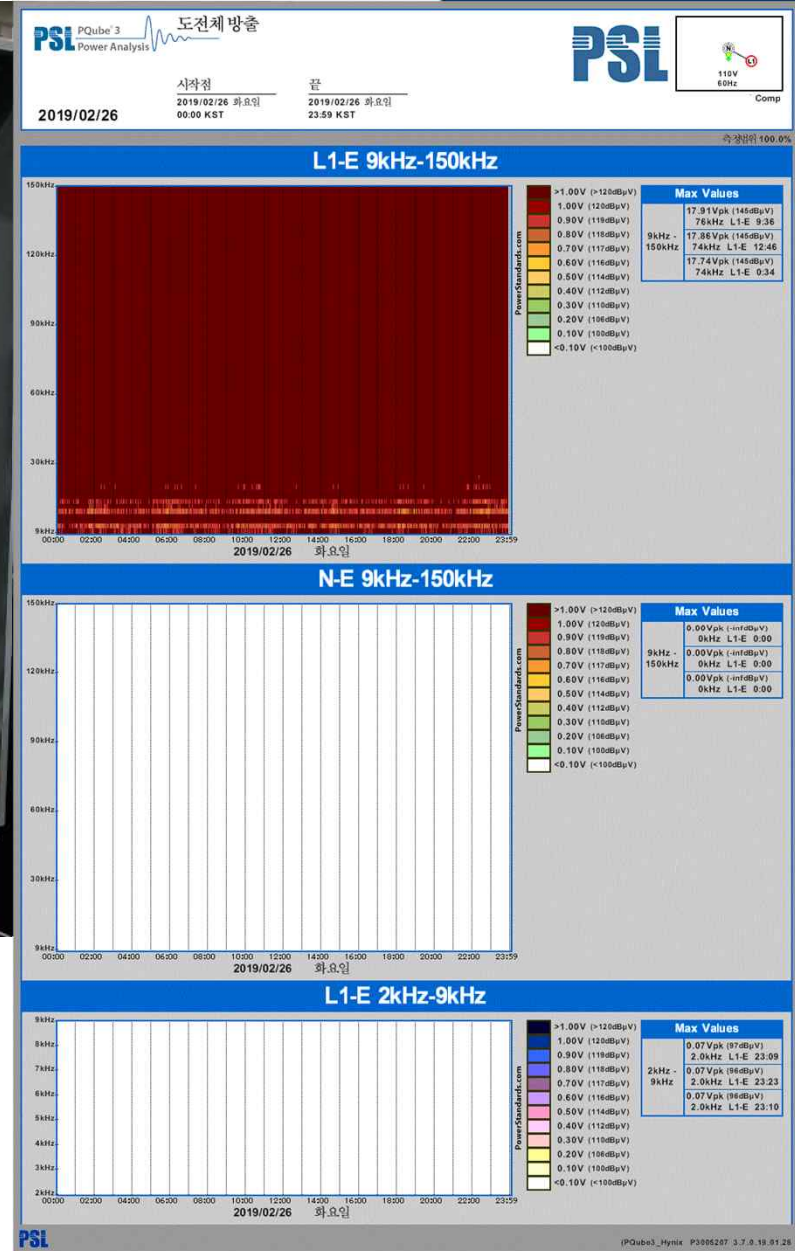 PSL PQube 3 Power Analysis
도전체 방출
PSL
N L1
110V
60Hz
Comp
시작점 끝
2019/02/26 화요일 2019/02/26 화요일
2019/02/26 00:00 KST 23:59 KST
측정범위 100.0%
L1-E 9kHz-150kHz
150kHz
120kHz
90kHz
60kHz
30kHz
9kHz
00:00 02:00 04:00 06:00 08:00 10:00 12:00 14:00 16:00 18:00 20:00 22:00 23:59
2019/02/26 화요일
PowerStandards.com
>1.00V (>120dBµV)
1.00V (120dBµV)
0.90V (119dBµV)
0.80V (118dBµV)
0.70V (117dBµV)
0.60V (116dBµV)
0.50V (114dBµV)
0.40V (112dBµV)
0.30V (110dBµV)
0.20V (106dBµV)
0.10V (100dBµV)
<0.10V (<100dBµV)
Max Values
9kHz - 150kHz
17.91Vpk (145dBµV)
76kHz L1-E 9:36
17.86Vpk (145dBµV)
74kHz L1-E 12:46
17.74Vpk (145dBµV)
74kHz L1-E 0:34
N-E 9kHz-150kHz
150kHz
120kHz
90kHz
60kHz
30kHz
9kHz
00:00 02:00 04:00 06:00 08:00 10:00 12:00 14:00 16:00 18:00 20:00 22:00 23:59
2019/02/26 화요일
PowerStandards.com
>1.00V (>120dBµV)
1.00V (120dBµV)
0.90V (119dBµV)
0.80V (118dBµV)
0.70V (117dBµV)
0.60V (116dBµV)
0.50V (114dBµV)
0.40V (112dBµV)
0.30V (110dBµV)
0.20V (106dBµV)
0.10V (100dBµV)
<0.10V (<100dBµV)
Max Values
9kHz - 150kHz
0.00Vpk (-infdBµV)
0kHz L1-E 0:00
0.00Vpk (-infdBµV)
0kHz L1-E 0:00
0.00Vpk (-infdBµV)
0kHz L1-E 0:00
L1-E 2kHz-9kHz
9kHz
8kHz
7kHz
6kHz
5kHz
4kHz
3kHz
2kHz
00:00 02:00 04:00 06:00 08:00 10:00 12:00 14:00 16:00 18:00 20:00 22:00 23:59
2019/02/26 화요일
PowerStandards.com
>1.00V (>120dBµV)
1.00V (120dBµV)
0.90V (119dBµV)
0.80V (118dBµV)
0.70V (117dBµV)
0.60V (116dBµV)
0.50V (114dBµV)
0.40V (112dBµV)
0.30V (110dBµV)
0.20V (106dBµV)
0.10V (100dBµV)
<0.10V (<100dBµV)
Max Values
2kHz - 9kHz
0.07Vpk (97dBµV)
2.0kHz L1-E 23:09
0.07Vpk (96dBµV)
2.0kHz L1-E 23:23
0.07Vpk (96dBµV)
2.0kHz L1-E 23:10
PSL
(PQube3_Hynix P3005207 3.7.0.19.01.25